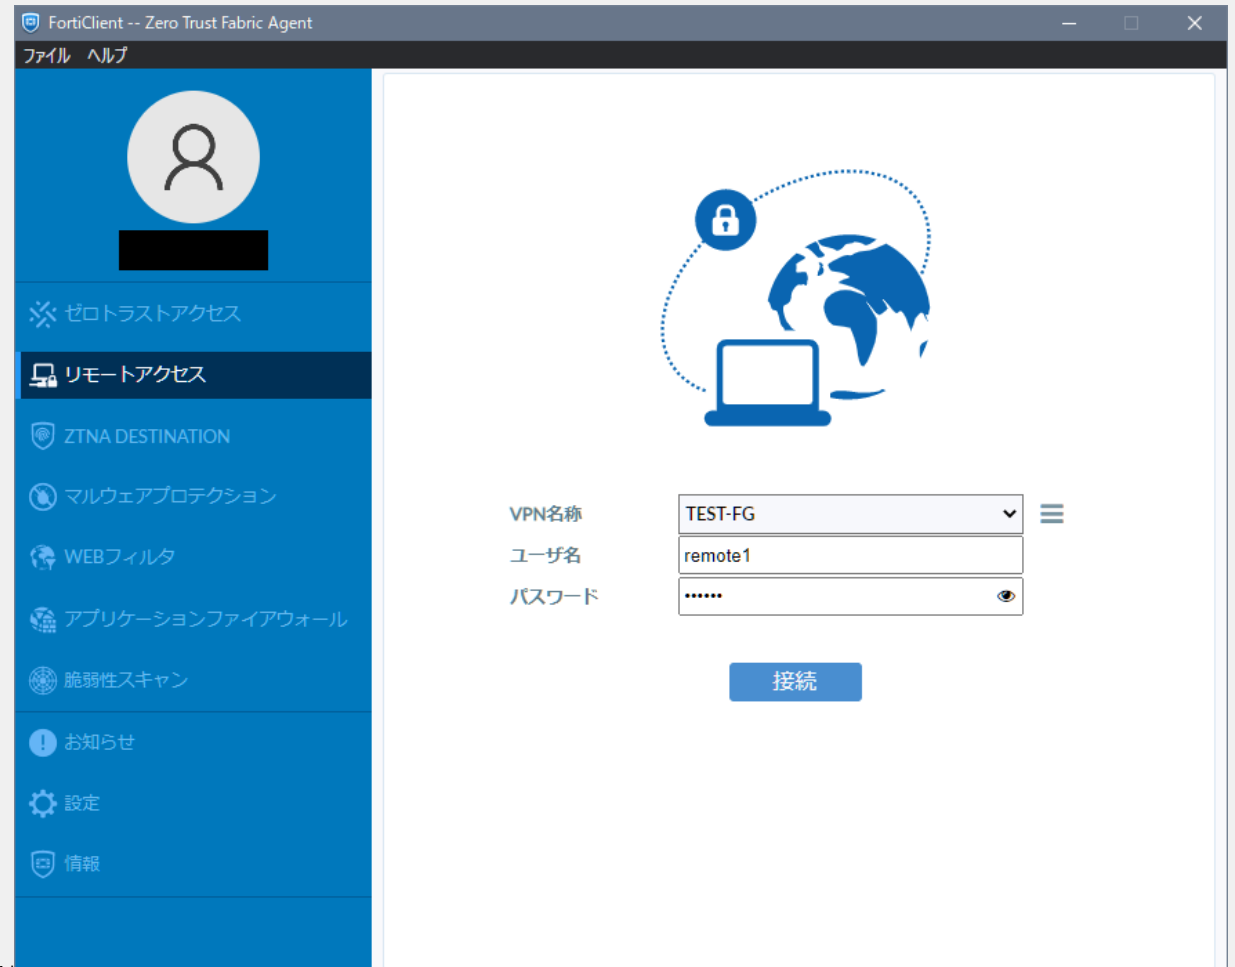 FortiClient -- Zero Trust Fabric Agent
ファイル ヘルプ
ゼロトラストアクセス
リモートアクセス
ZTNA DESTINATION
マルウェアプロテクション
WEBフィルタ
アプリケーションファイアウォール
脆弱性スキャン
お知らせ
設定
情報
VPN名称 TEST-FG
ユーザ名 remote1
パスワード ••••••
接続